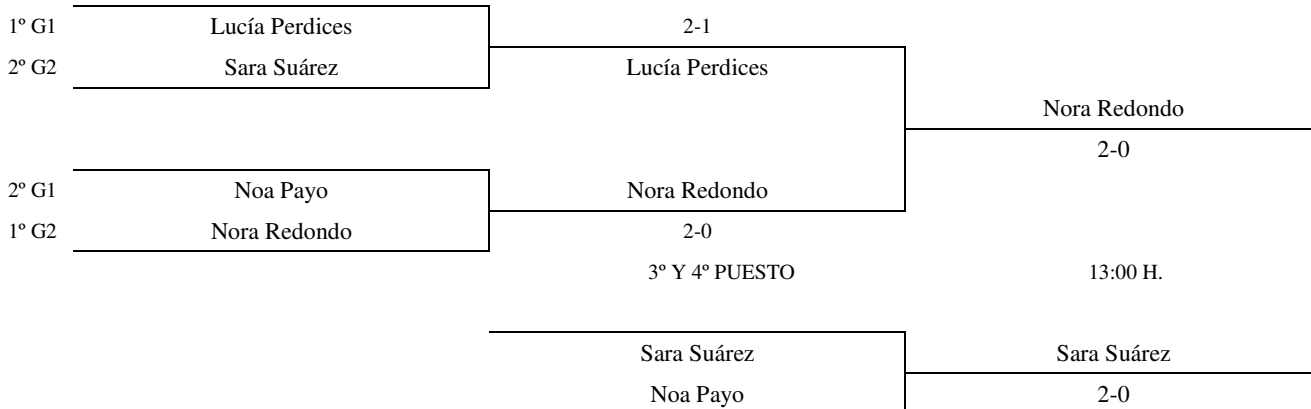 1º G1 Lucía Perdices 2-1
2º G2 Sara Suárez Lucía Perdices
Nora Redondo
2-0
2º G1 Noa Payo Nora Redondo
1º G2 Nora Redondo 2-0
3º Y 4º PUESTO 13:00 H.
Sara Suárez Sara Suárez
Noa Payo 2-0